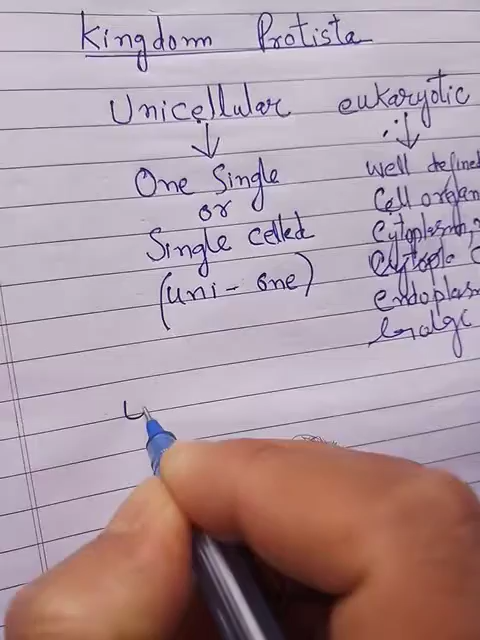 Kingdom Protista
Unicellular eukaryotic
One Single
or
Single celled
(uni - one)
well defined
Cell organ
Cytoplasm,
endoplasm